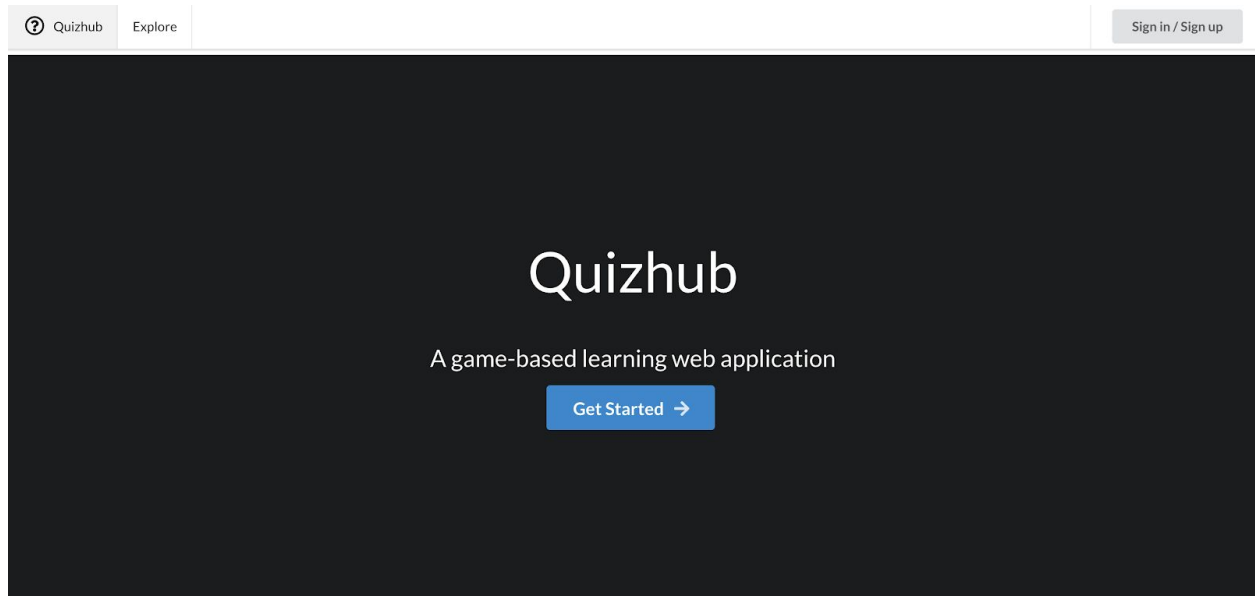 Quizhub Explore Sign in / Sign up
Quizhub
A game-based learning web application
Get Started